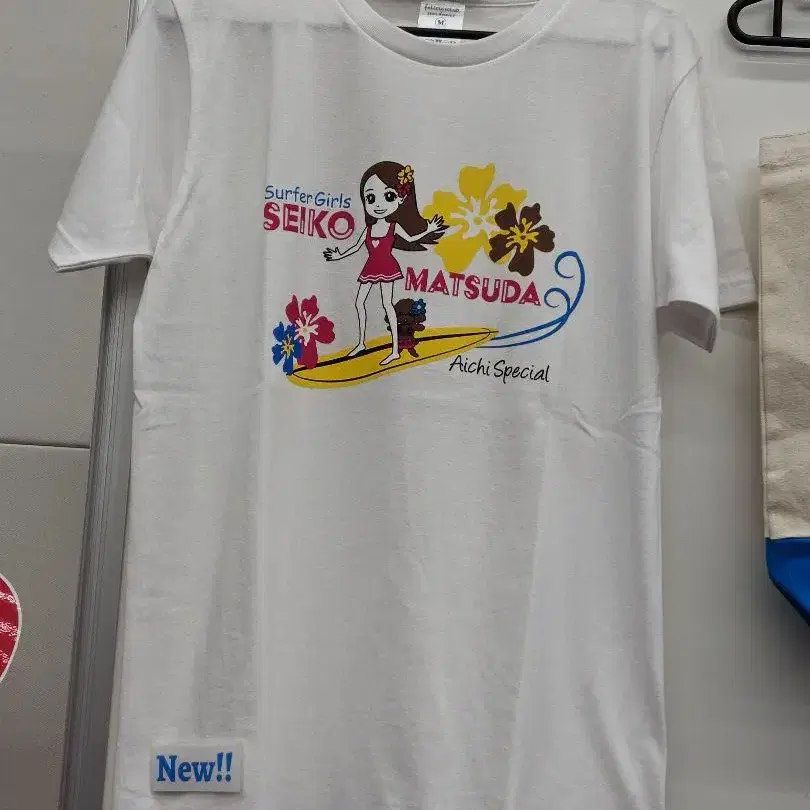 M
Surfer Girls
SEIKO
MATSUDA
Aichi Special
New!!